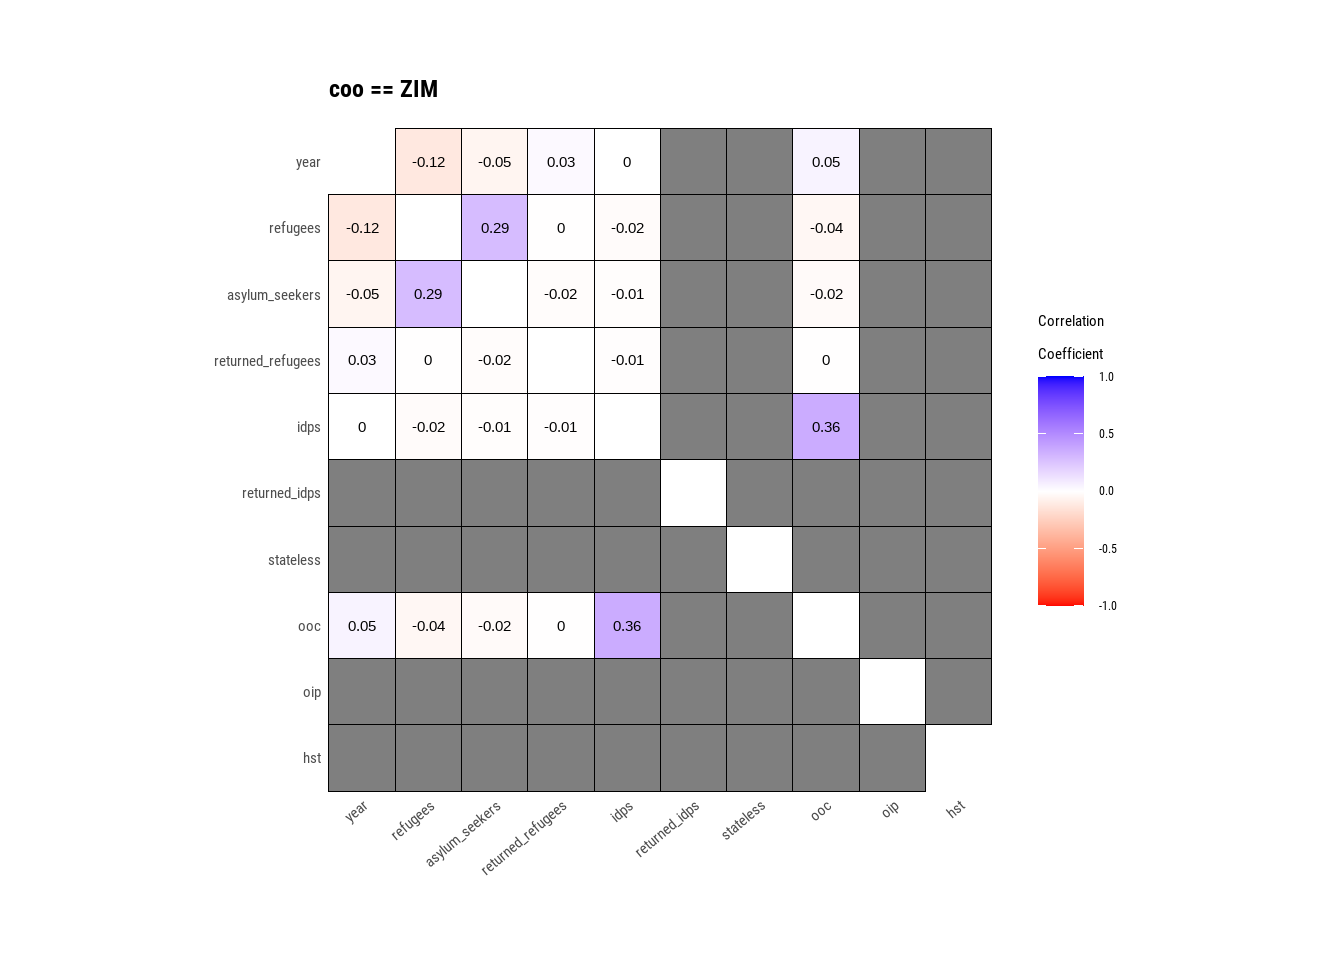 coo == ZIM
year -0.12 -0.05 0.03 0 0.05
refugees -0.12 0.29 0 -0.02 -0.04
asylum_seekers -0.05 0.29 -0.02 -0.01 -0.02
returned_refugees 0.03 0 -0.02 -0.01 0
idps 0 -0.02 -0.01 -0.01 0.36
returned_idps
stateless
ooc 0.05 -0.04 -0.02 0 0.36
oip
hst
year refugees asylum_seekers returned_refugees idps returned_idps stateless ooc oip hst
Correlation
Coefficient
1.0
0.5
0.0
-0.5
-1.0